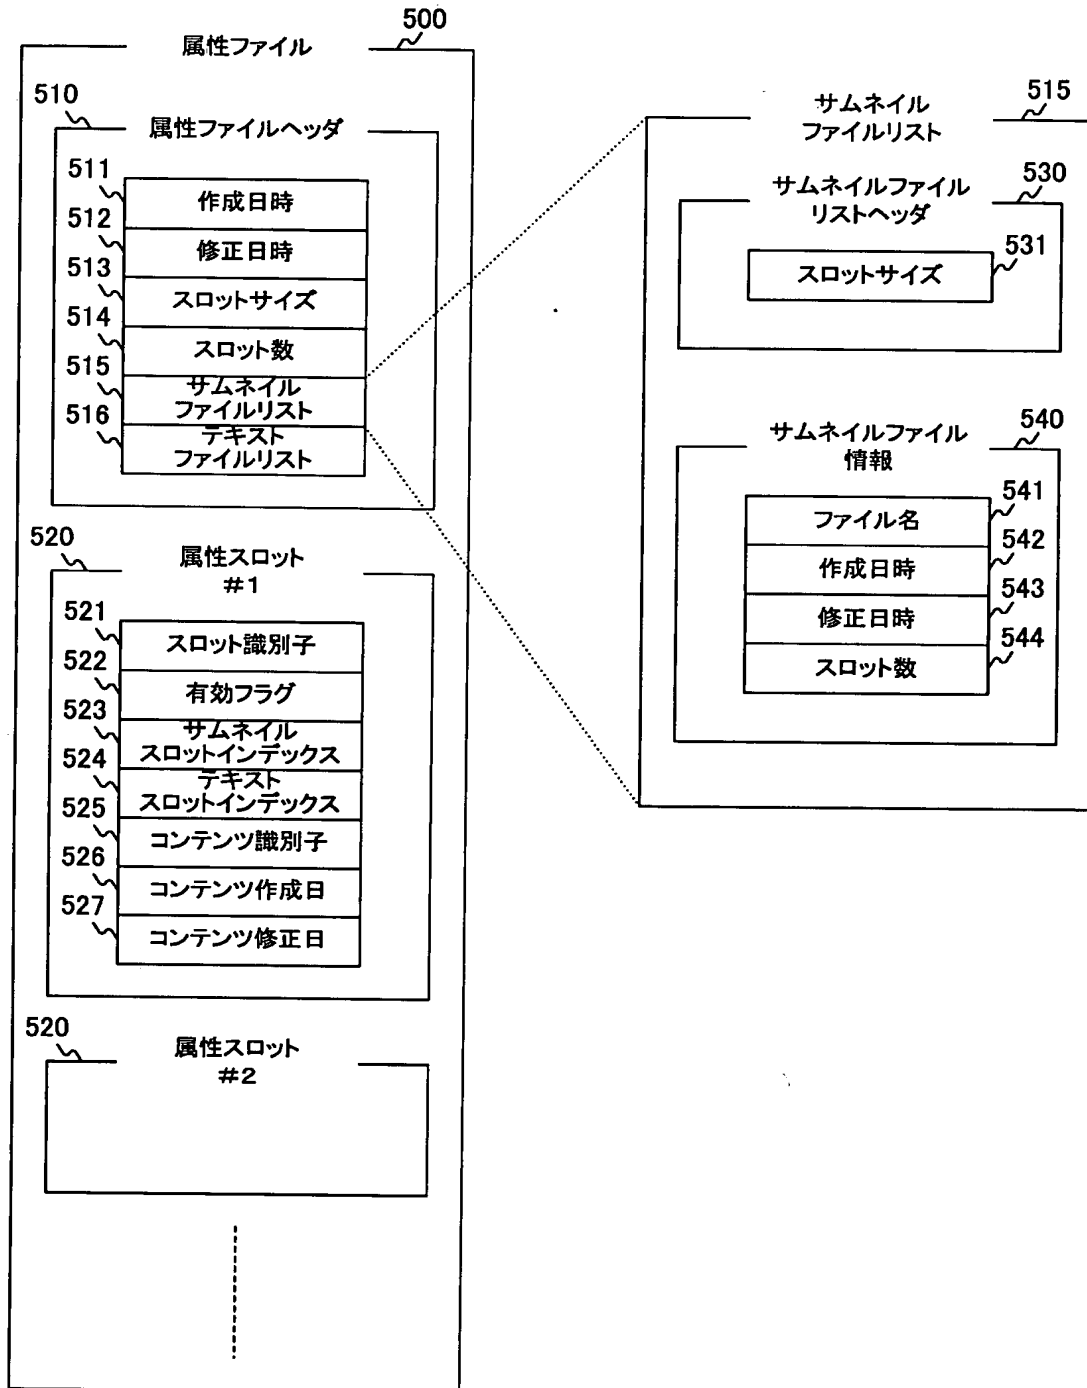 属性ファイル
500
510
属性ファイルヘッダ
511
作成日時
512
修正日時
513
スロットサイズ
514
スロット数
515
サムネイル
ファイルリスト
516
テキスト
ファイルリスト
520
属性スロット
#1
521
スロット識別子
522
有効フラグ
523
サムネイル
スロットインデックス
524
テキスト
スロットインデックス
525
コンテンツ識別子
526
コンテンツ作成日
527
コンテンツ修正日
520
属性スロット
#2
サムネイル
ファイルリスト
515
サムネイルファイル
リストヘッダ
530
スロットサイズ
531
サムネイルファイル
情報
540
ファイル名
541
作成日時
542
修正日時
543
スロット数
544